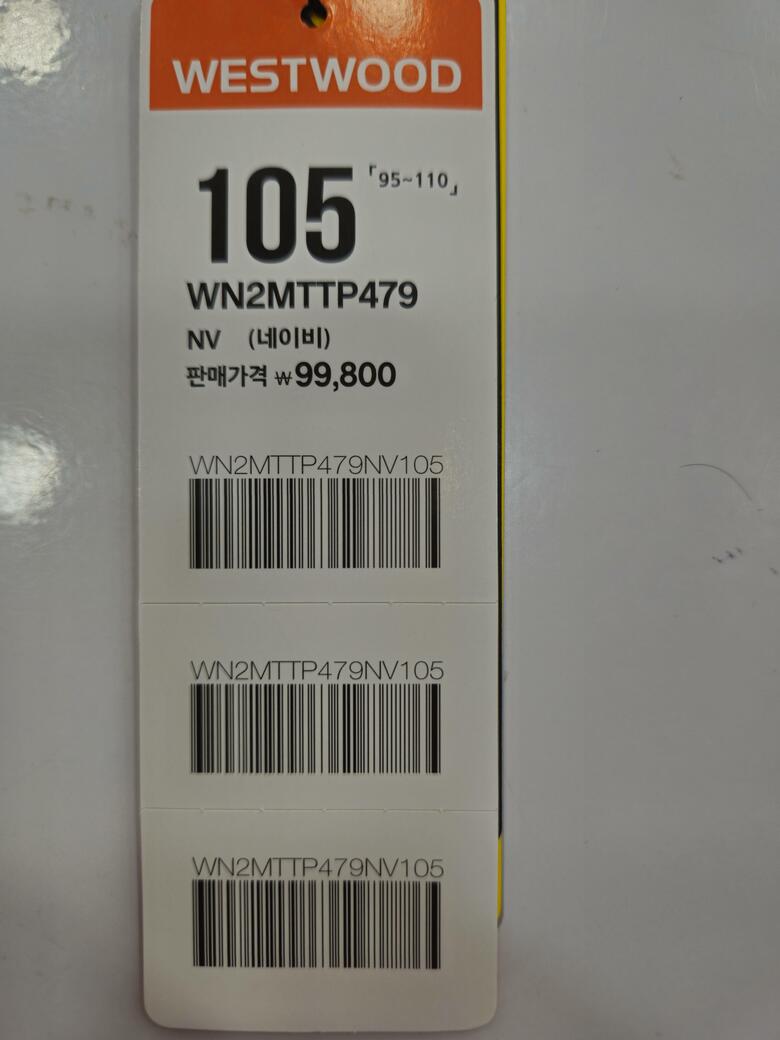 WESTWOOD
105 「95~110」
WN2MTTP479
NV (네이비)
판매가격 ₩99,800
WN2MTTP479NV105
WN2MTTP479NV105
WN2MTTP479NV105